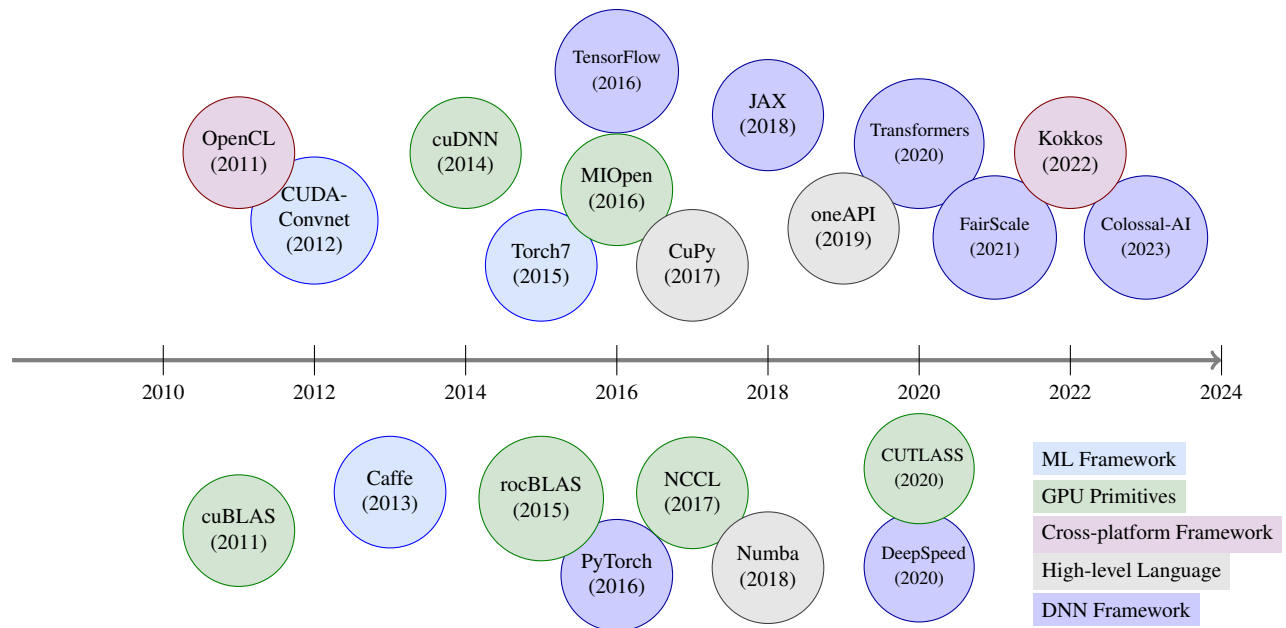 TensorFlow
(2016)
JAX
(2018)
OpenCL
(2011)
cuDNN
(2014)
Transformers
(2020)
Kokkos
(2022)
MIOpen
(2016)
CUDA-
Convnet
(2012)
oneAPI
(2019)
FairScale
(2021)
Colossal-AI
(2023)
Torch7
(2015)
CuPy
(2017)
2010
2012
2014
2016
2018
2020
2022
2024
CUTLASS
(2020)
Caffe
(2013)
rocBLAS
(2015)
NCCL
(2017)
cuBLAS
(2011)
PyTorch
(2016)
Numba
(2018)
DeepSpeed
(2020)
ML Framework
GPU Primitives
Cross-platform Framework
High-level Language
DNN Framework